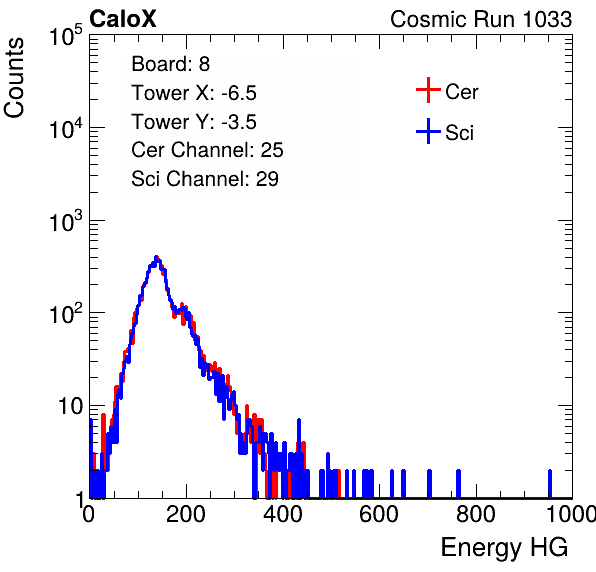 CaloX Cosmic Run 1033
Counts
10^5
10^4
10^3
10^2
10
1
Board: 8
Tower X: -6.5
Tower Y: -3.5
Cer Channel: 25
Sci Channel: 29
Cer
Sci
0 200 400 600 800 1000
Energy HG